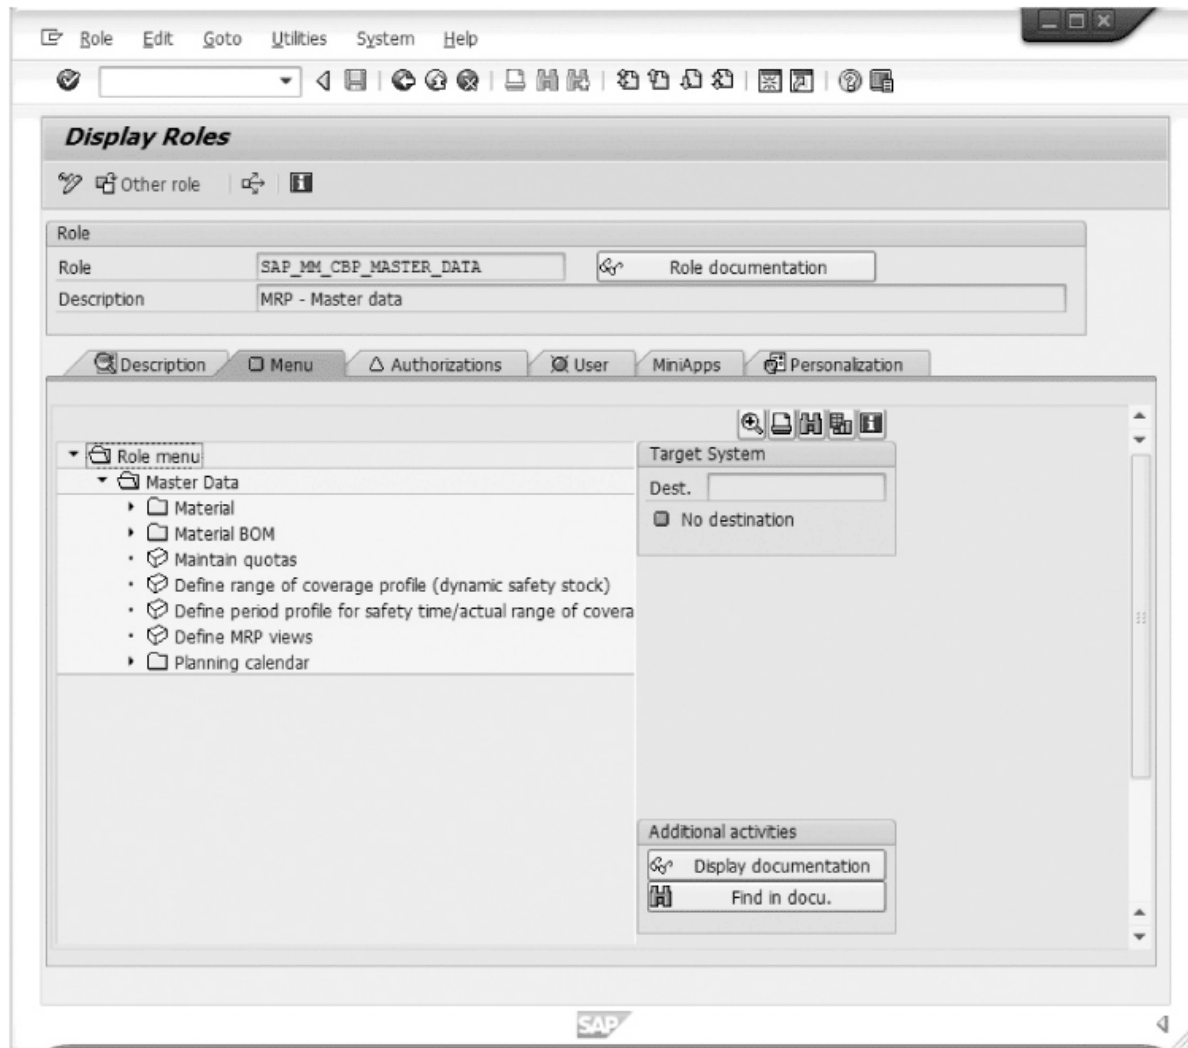 Role Edit Goto Utilities System Help
Display Roles
Other role
Role
Role SAP_MM_CBP_MASTER_DATA Role documentation
Description MRP - Master data
Description Menu Authorizations User MiniApps Personalization
Role menu Target System
Master Data Dest.
Material
Material BOM No destination
Maintain quotas
Define range of coverage profile (dynamic safety stock)
Define period profile for safety time/actual range of covera
Define MRP views
Planning calendar
Additional activities
Display documentation
Find in docu.
SAP